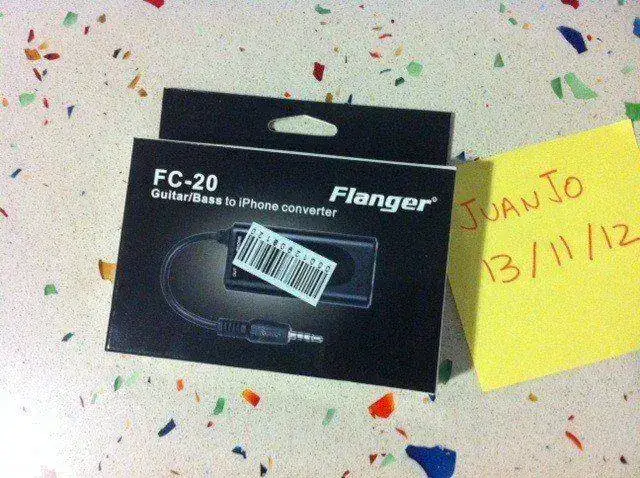 FC-20
Guitar/Bass to iPhone converter
Flanger®
JUANJO
13/11/12